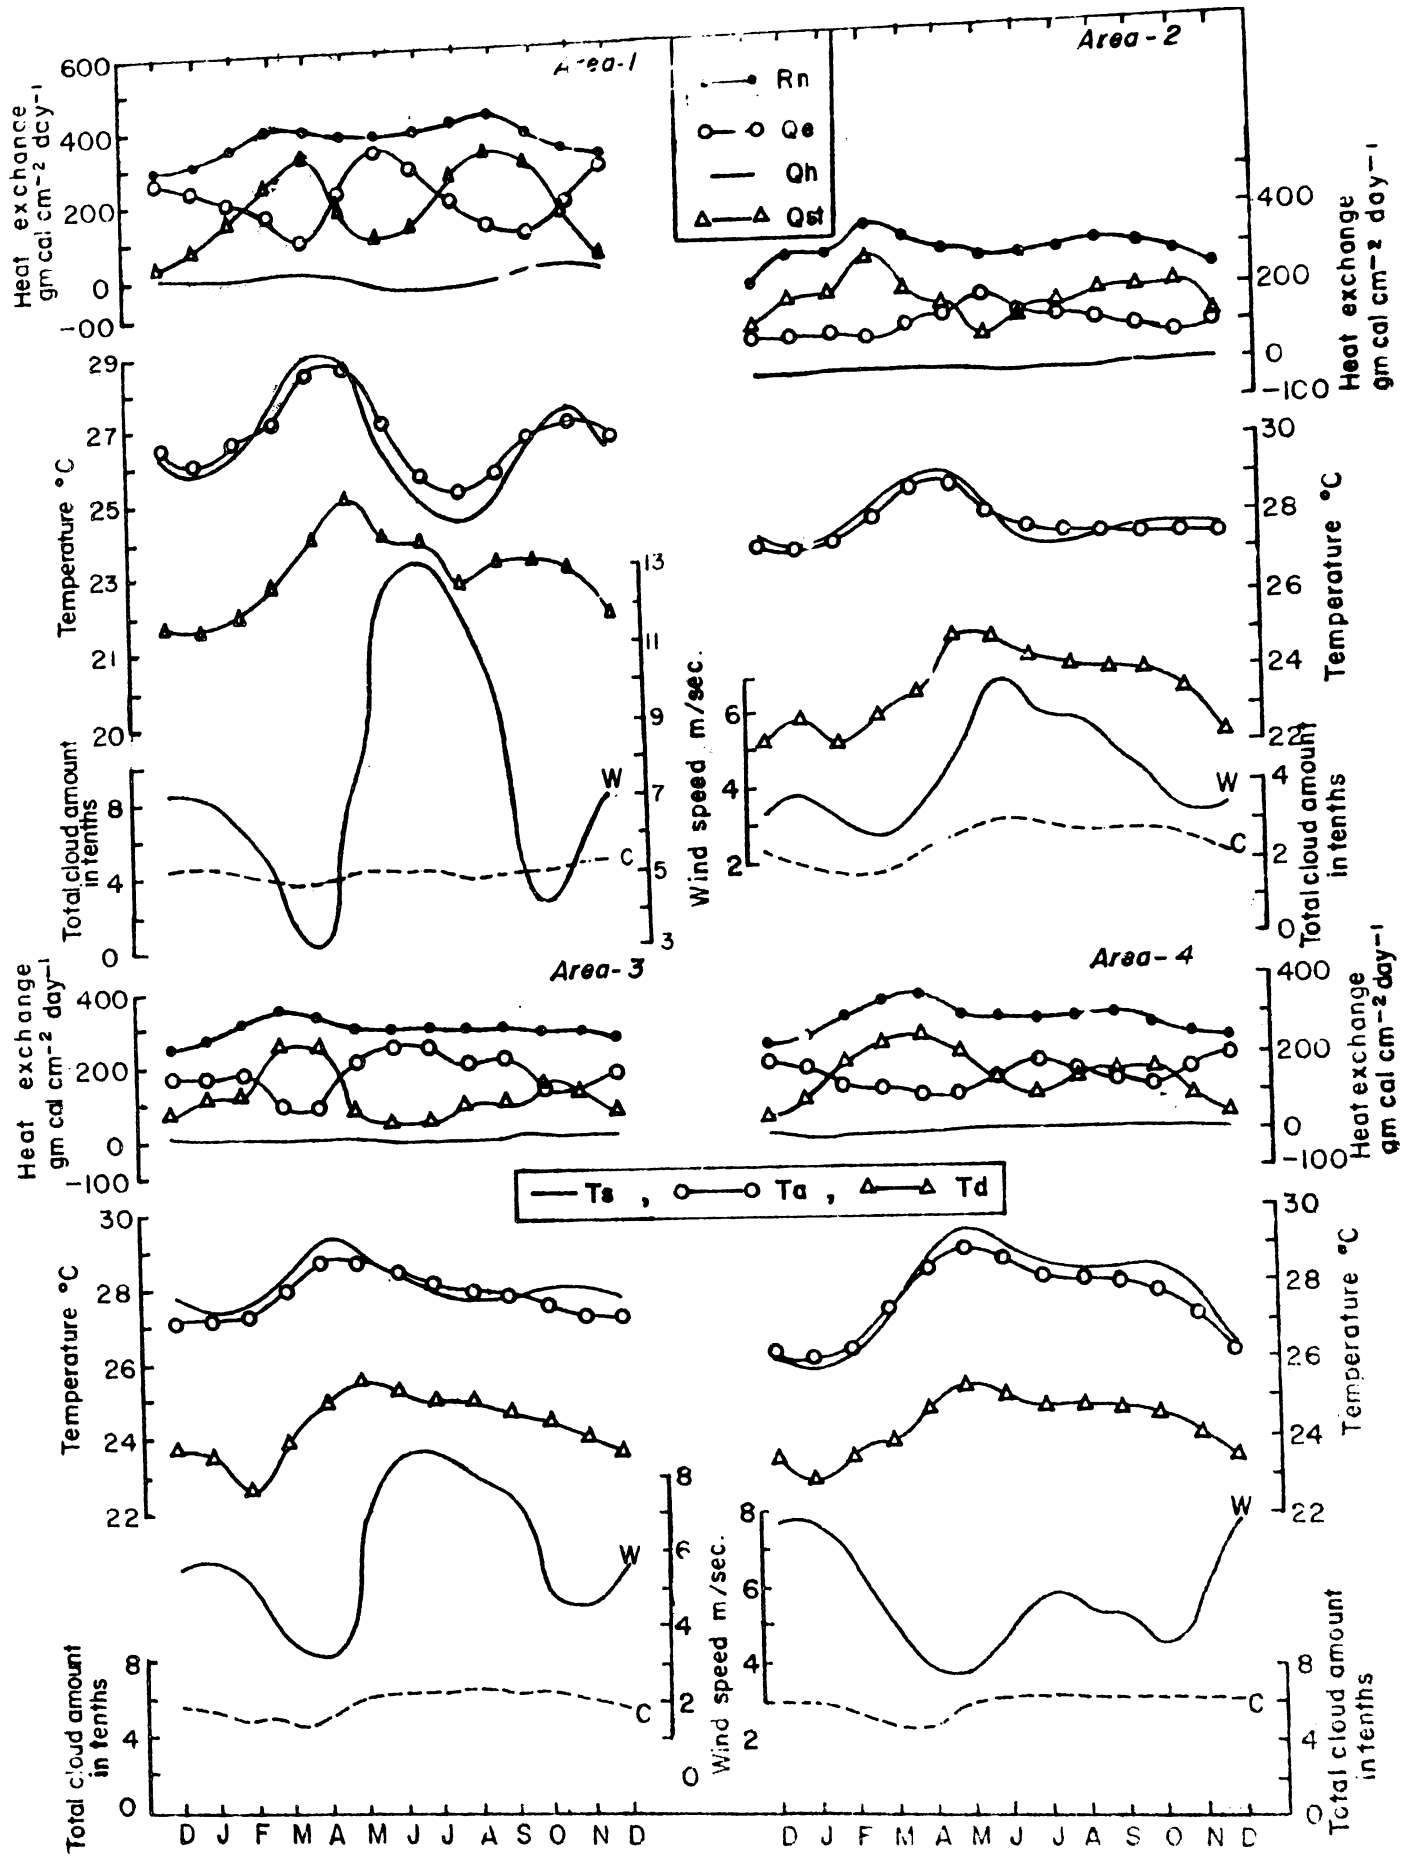 Area-1
Area-2
Rn
Qe
Qh
Qst
600
400
200
0
-00
Heat exchange
gm cal cm⁻² day⁻¹
400
200
0
-100
Heat exchange
gm cal cm⁻² day⁻¹
29
27
25
23
21
20
Temperature °C
30
28
26
24
22
Temperature °C
13
11
9
7
5
3
Wind speed m/sec.
6
4
2
W
C
W
C
8
4
0
Total cloud amount
in tenths
4
2
0
Total cloud amount
in tenths
Area-3
Area-4
400
200
0
-100
Heat exchange
gm cal cm⁻² day⁻¹
400
200
0
-100
Heat exchange
gm cal cm⁻² day⁻¹
Ts , Ta , Td
30
28
26
24
22
Temperature °C
30
28
26
24
22
Temperature °C
8
6
4
2
0
Wind speed m/sec.
8
6
4
2
W
C
W
C
8
4
0
Total cloud amount
in tenths
8
4
0
Total cloud amount
in tenths
D J F M A M J J A S O N D
D J F M A M J J A S O N D